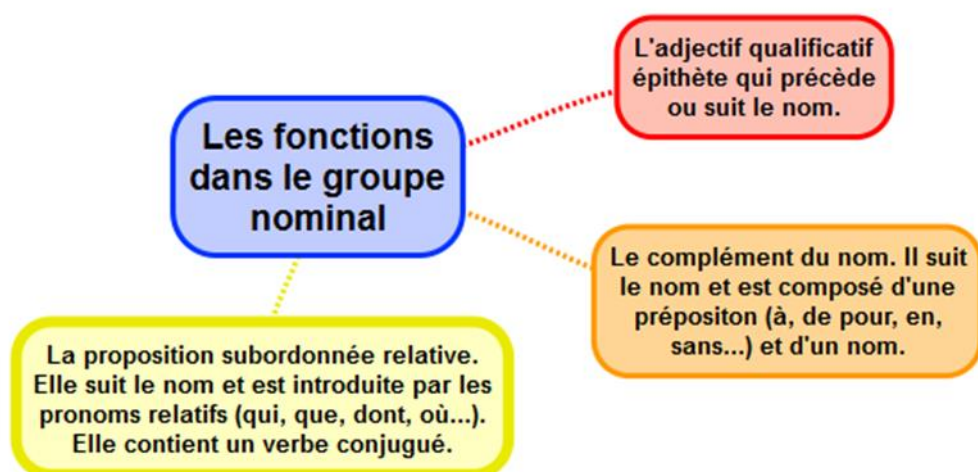 Les fonctions
dans le groupe
nominal
L'adjectif qualificatif
épithète qui précède
ou suit le nom.
Le complément du nom. Il suit
le nom et est composé d'une
prépositon (à, de pour, en,
sans...) et d'un nom.
La proposition subordonnée relative.
Elle suit le nom et est introduite par les
pronoms relatifs (qui, que, dont, où...).
Elle contient un verbe conjugué.